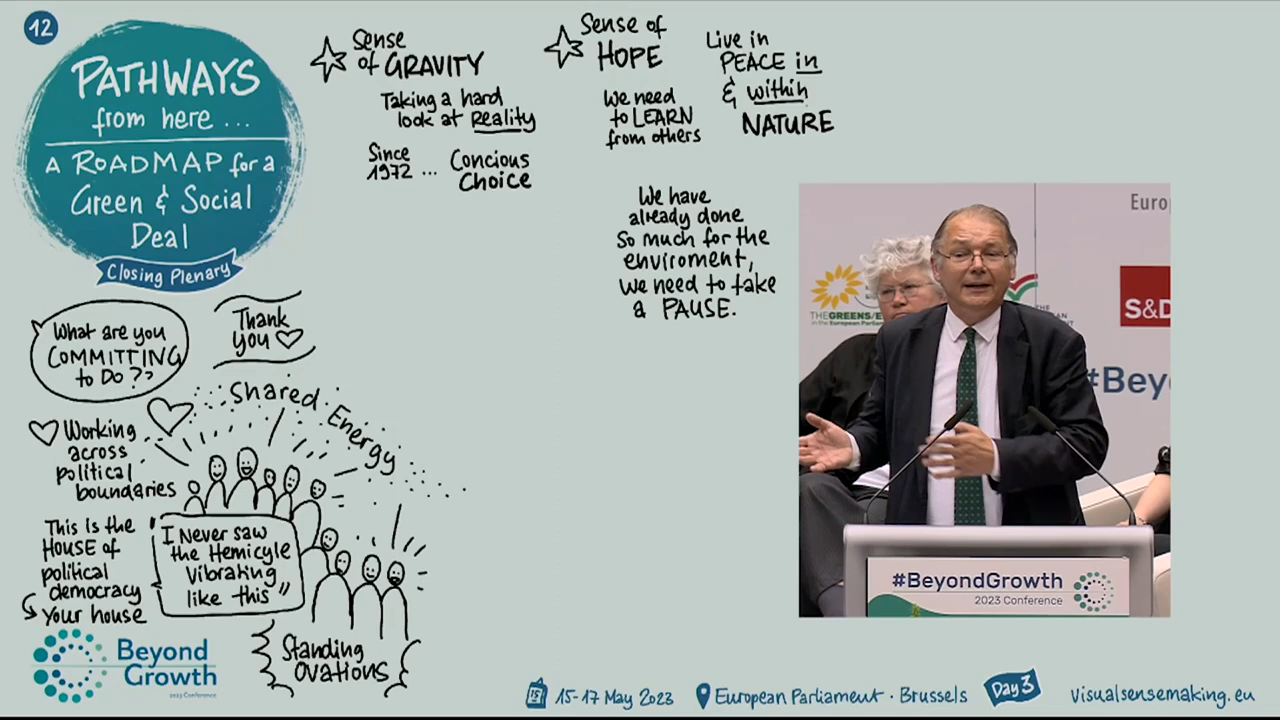 12
PATHWAYS
from here ...
A ROADMAP for a
Green & Social
Deal
Closing Plenary
Sense
of GRAVITY
Taking a hard
look at Reality
Since
1972 ... Concious
Choice
Sense of
HOPE
We need
to LEARN
from others
Live in
PEACE in
& within
NATURE
We have
already done
so much for the
enviroment,
we need to take
a PAUSE.
What are you
COMMITTING
to Do??
Thank
you
Shared Energy
Working
across
political
boundaries
This is the
HOUSE of
political
democracy
Your house
"I Never saw
the Hemicyle
Vibrating
like this"
Standing
OVATIONS
Beyond
Growth
2023 Conference
Euro
THE GREENS/E
in the European Parliam
THE
S&D
#Bey
#BeyondGrowth
2023 Conference
15-17 May 2023
European Parliament · Brussels
Day 3
visualsensemaking.eu